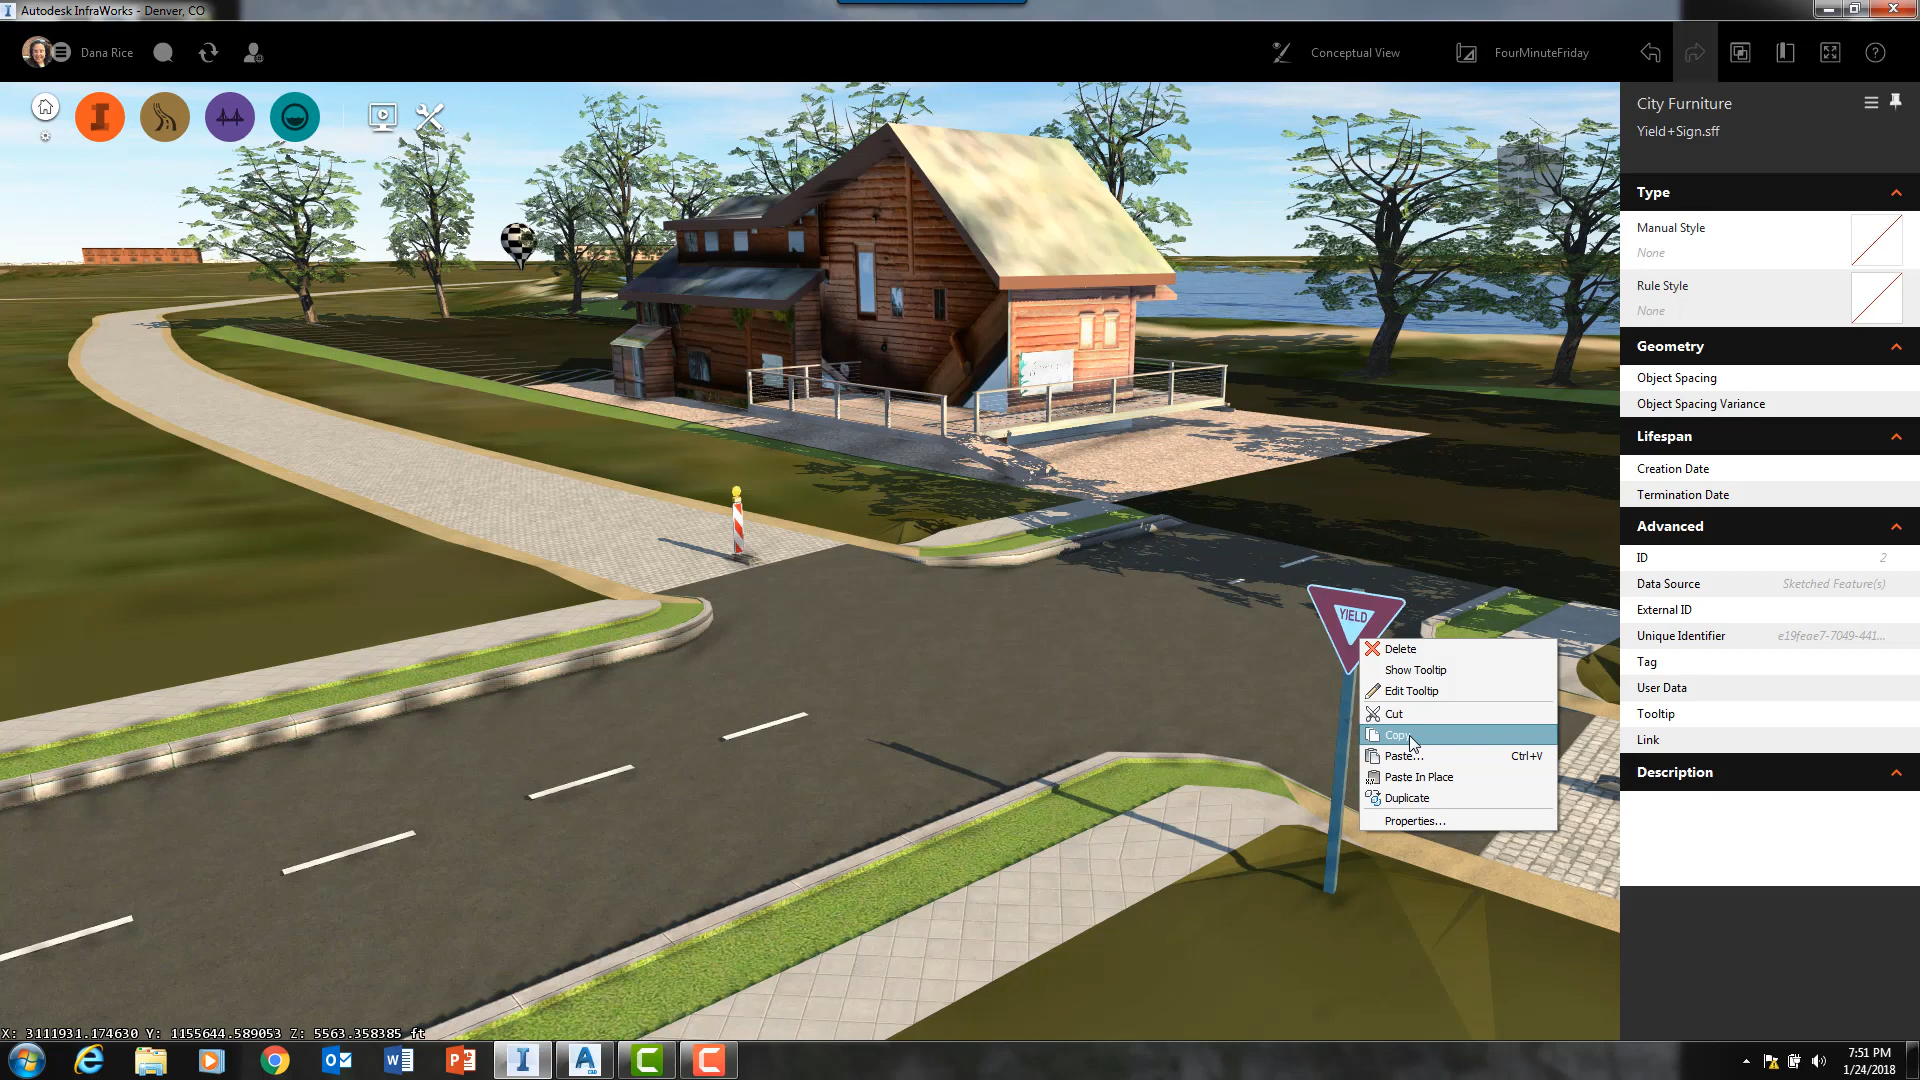 Autodesk InfraWorks - Denver, CO
Dana Rice
Conceptual View
FourMinuteFriday
City Furniture
Yield+Sign.sff
Type
Manual Style
None
Rule Style
None
Geometry
Object Spacing
Object Spacing Variance
Lifespan
Creation Date
Termination Date
Advanced
ID 2
Data Source Sketched Feature(s)
External ID
Unique Identifier e19feae7-7049-441...
Tag
User Data
Tooltip
Link
Description
YIELD
Delete
Show Tooltip
Edit Tooltip
Cut
Copy
Paste... Ctrl+V
Paste In Place
Duplicate
Properties...
X: 3111931.174630 Y: 1155644.589053 Z: 5563.358385 ft
7:51 PM
1/24/2018